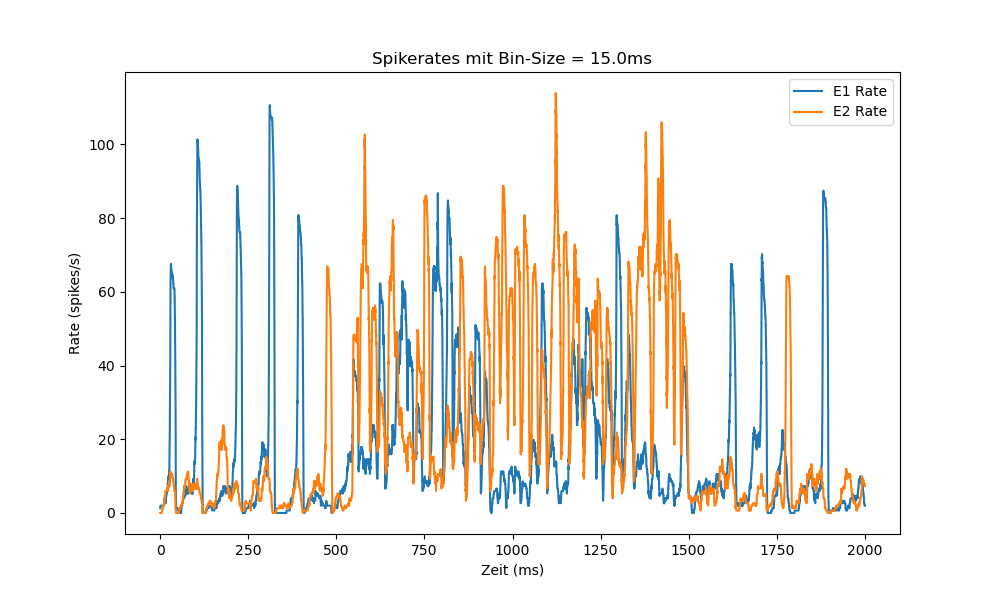 Spikerates mit Bin-Size = 15.0ms
E1 Rate
E2 Rate
Rate (spikes/s)
100
80
60
40
20
0
0 250 500 750 1000 1250 1500 1750 2000
Zeit (ms)